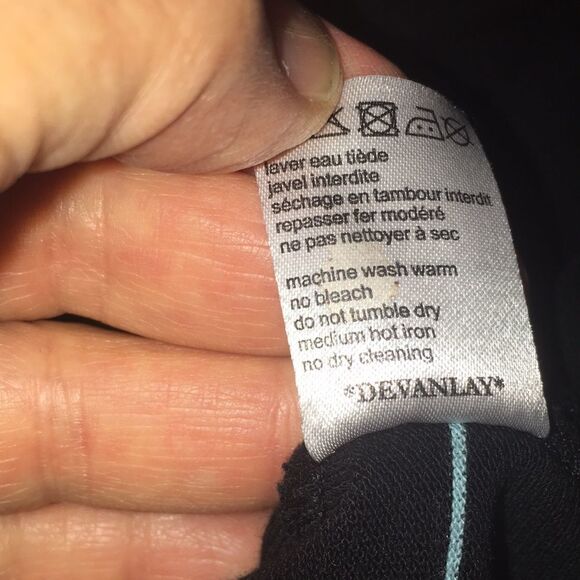 laver eau tiède
javel interdite
séchage en tambour interdit
repasser fer modéré
ne pas nettoyer à sec
machine wash warm
no bleach
do not tumble dry
medium hot iron
no dry cleaning
*DEVANLAY*